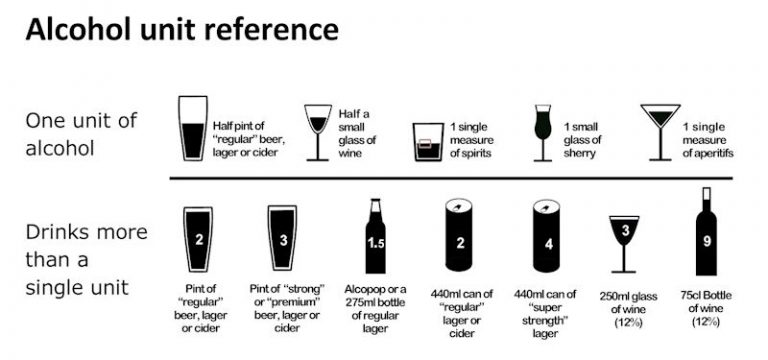 Alcohol unit reference
One unit of
alcohol
Half pint of
"regular" beer,
lager or cider
Half a
small
glass of
wine
1 single
measure
of spirits
1 small
glass of
sherry
1 single
measure
of aperitifs
Drinks more
than a
single unit
2
Pint of
"regular"
beer, lager
or cider
3
Pint of "strong"
or "premium"
beer, lager or
cider
1.5
Alcopop or a
275ml bottle
of regular
lager
2
440ml can of
"regular"
lager or
cider
4
440ml can of
"super
strength"
lager
3
250ml glass
of wine
(12%)
9
75cl Bottle
of wine
(12%)